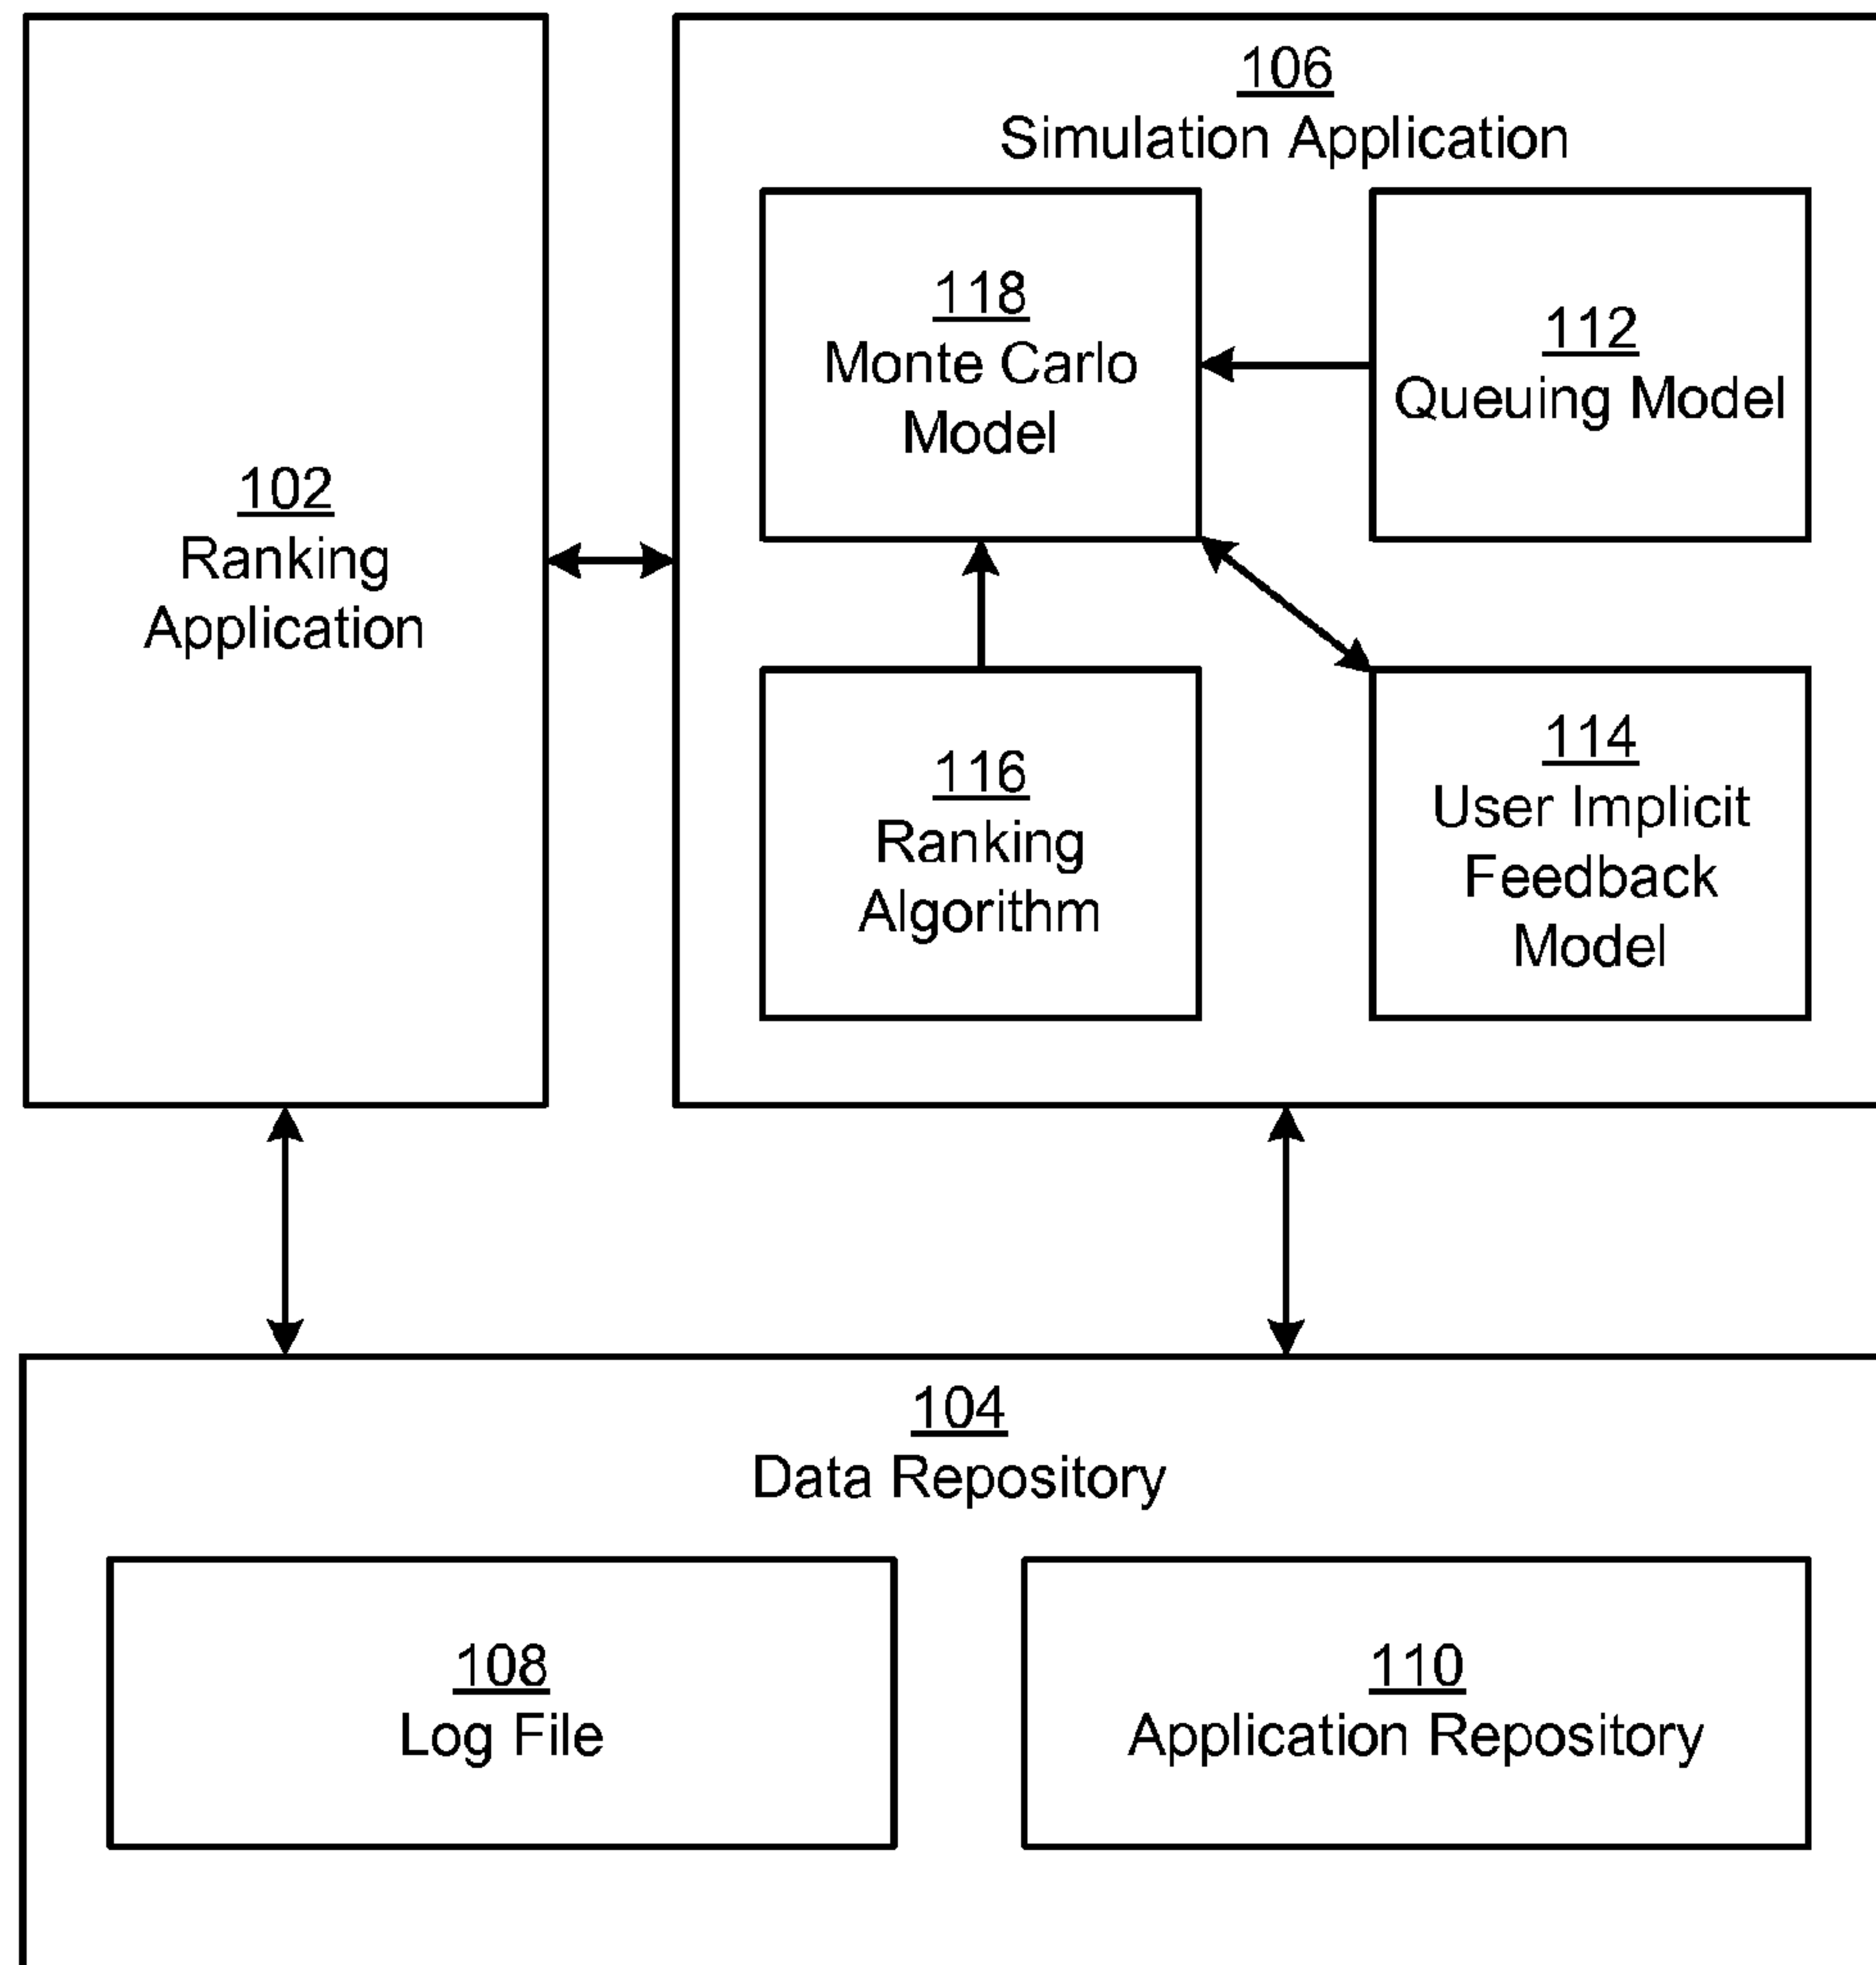 102
Ranking
Application
106
Simulation Application
118
Monte Carlo
Model
112
Queuing Model
116
Ranking
Algorithm
114
User Implicit
Feedback
Model
104
Data Repository
108
Log File
110
Application Repository